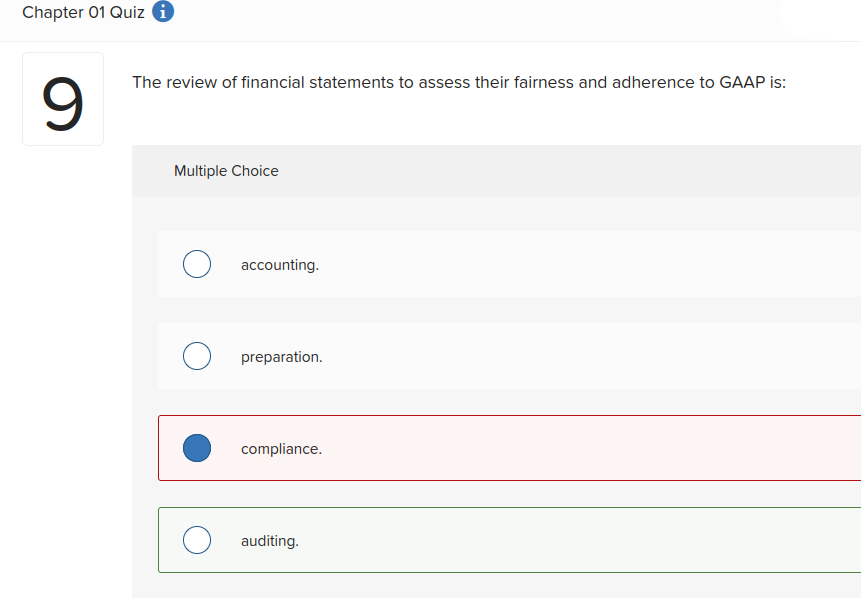 Chapter 01 Quiz i
9
The review of financial statements to assess their fairness and adherence to GAAP is:
Multiple Choice
accounting.
preparation.
compliance.
auditing.